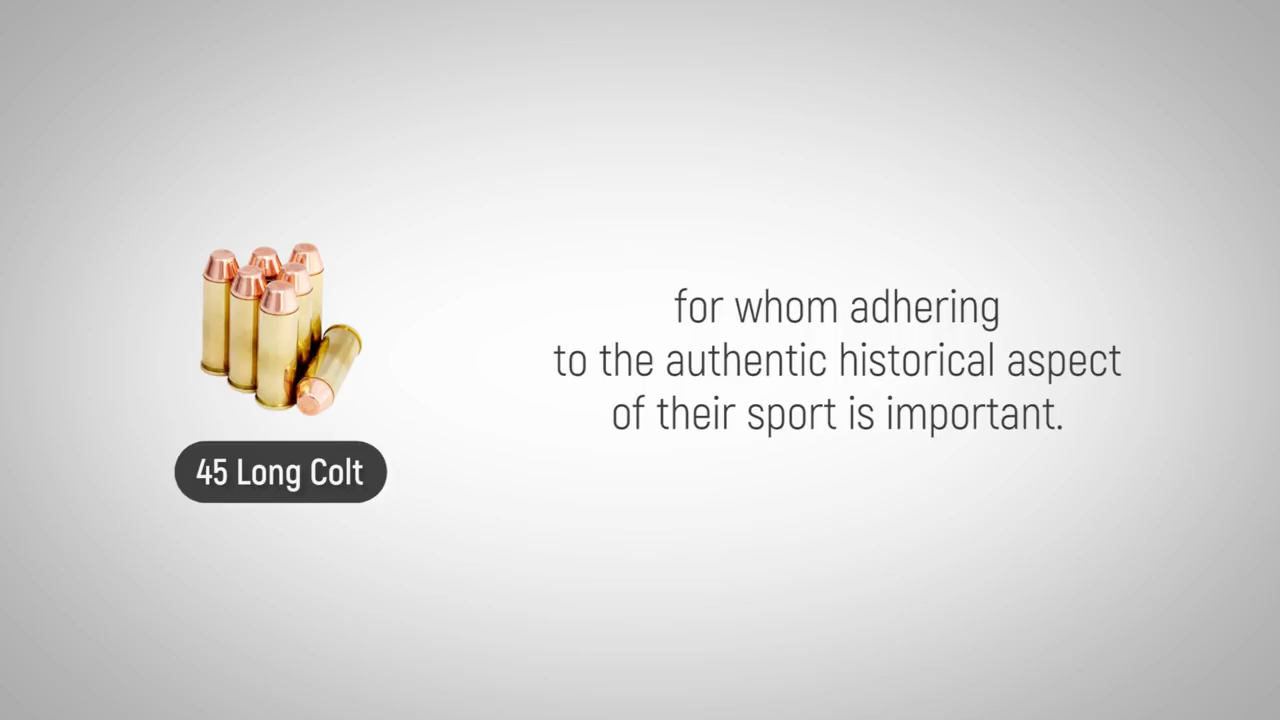 for whom adhering
to the authentic historical aspect
of their sport is important.
45 Long Colt